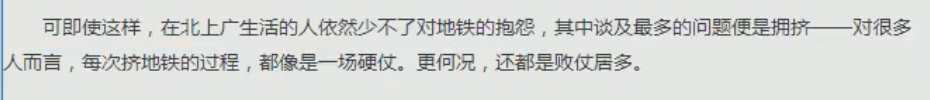 可即使这样，在北上广生活的人依然少不了对地铁的抱怨，其中谈及最多的问题便是拥挤——对很多
人而言，每次挤地铁的过程，都像是一场硬仗。更何况，还都是败仗居多。